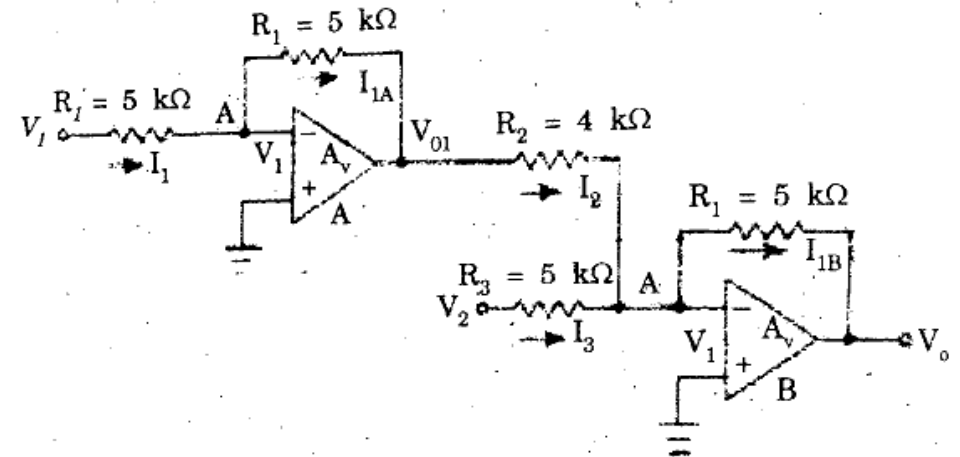 R₁ = 5 kΩ
I₁A
R₁ = 5 kΩ
A
V₁
V₁
I₁
Aᵥ
A
V₀₁
R₂ = 4 kΩ
I₂
R₁ = 5 kΩ
I₁B
R₃ = 5 kΩ
A
V₂
I₃
V₁
Aᵥ
B
Vₒ
−
+
−
+